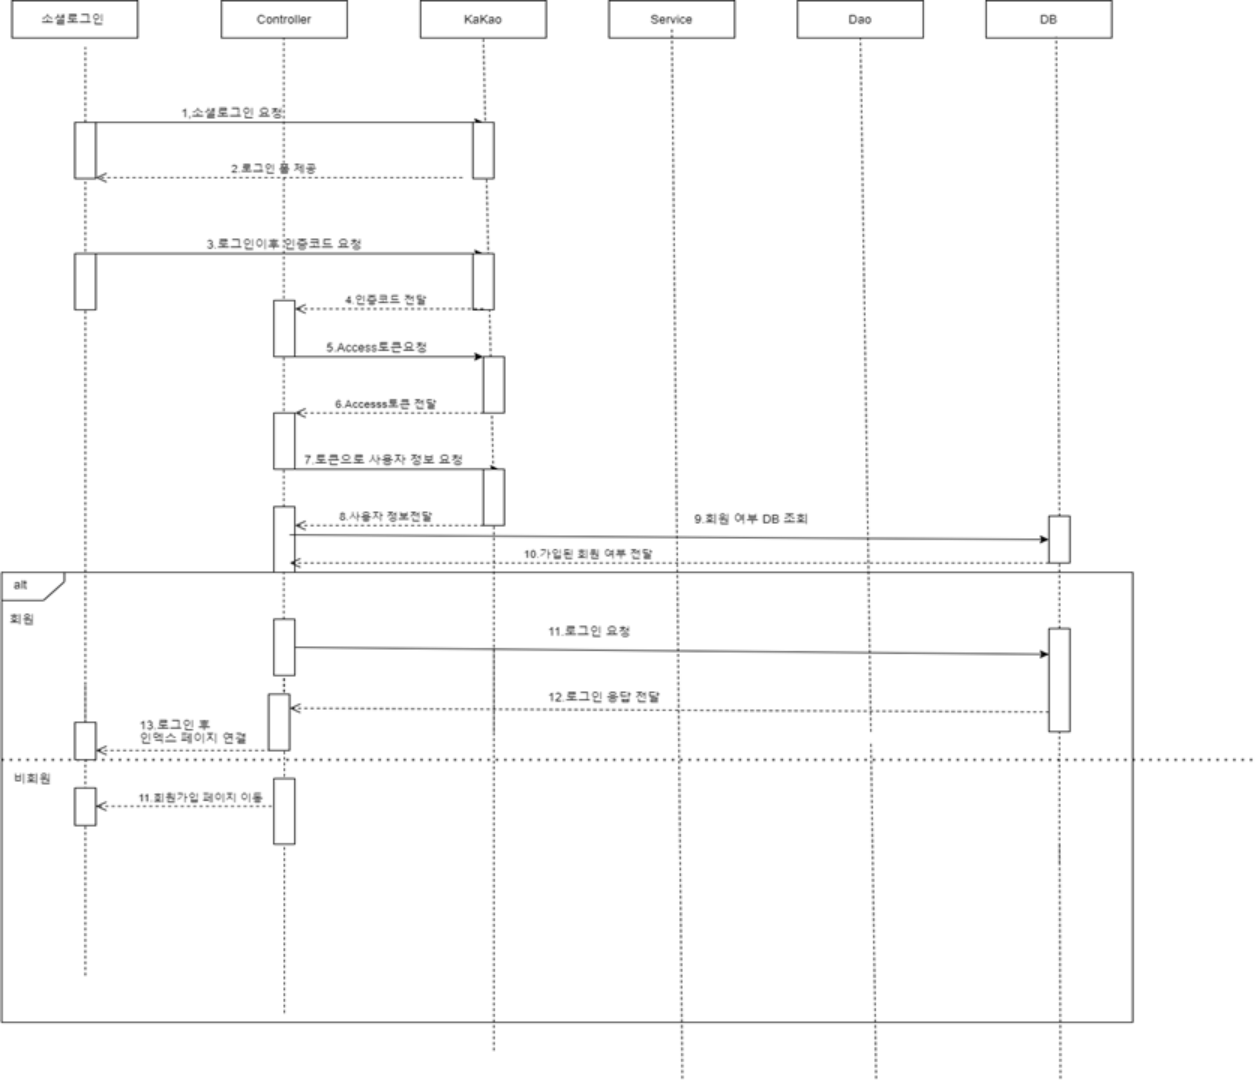 소셜로그인
Controller
KaKao
Service
Dao
DB
1,소셜로그인 요청
2.로그인 폼 제공
3.로그인이후 인증코드 요청
4.인증코드 전달
5.Access토큰요청
6.Accesss토큰 전달
7.토큰으로 사용자 정보 요청
8.사용자 정보전달
9.회원 여부 DB 조회
10.가입된 회원 여부 전달
alt
회원
11.로그인 요청
12.로그인 응답 전달
13.로그인 후
인덱스 페이지 연결
비회원
11.회원가입 페이지 이동